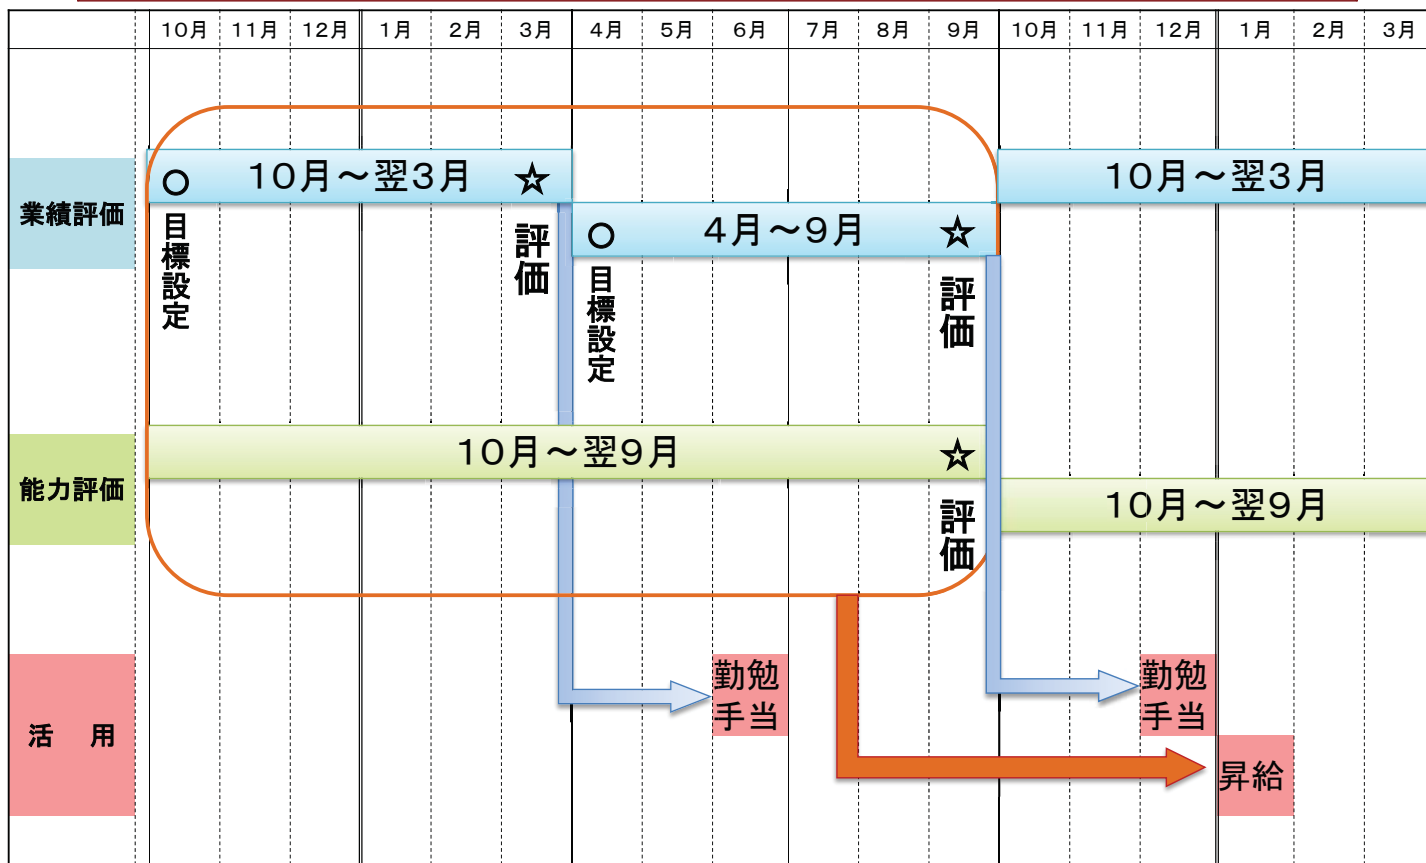 10月 11月 12月 1月 2月 3月 4月 5月 6月 7月 8月 9月 10月 11月 12月 1月 2月 3月
業績評価
○ 10月～翌3月 ☆
目標設定
評価
○ 4月～9月 ☆
目標設定
評価
10月～翌3月
能力評価
10月～翌9月 ☆
評価
10月～翌9月
活 用
勤勉
手当
勤勉
手当
昇給